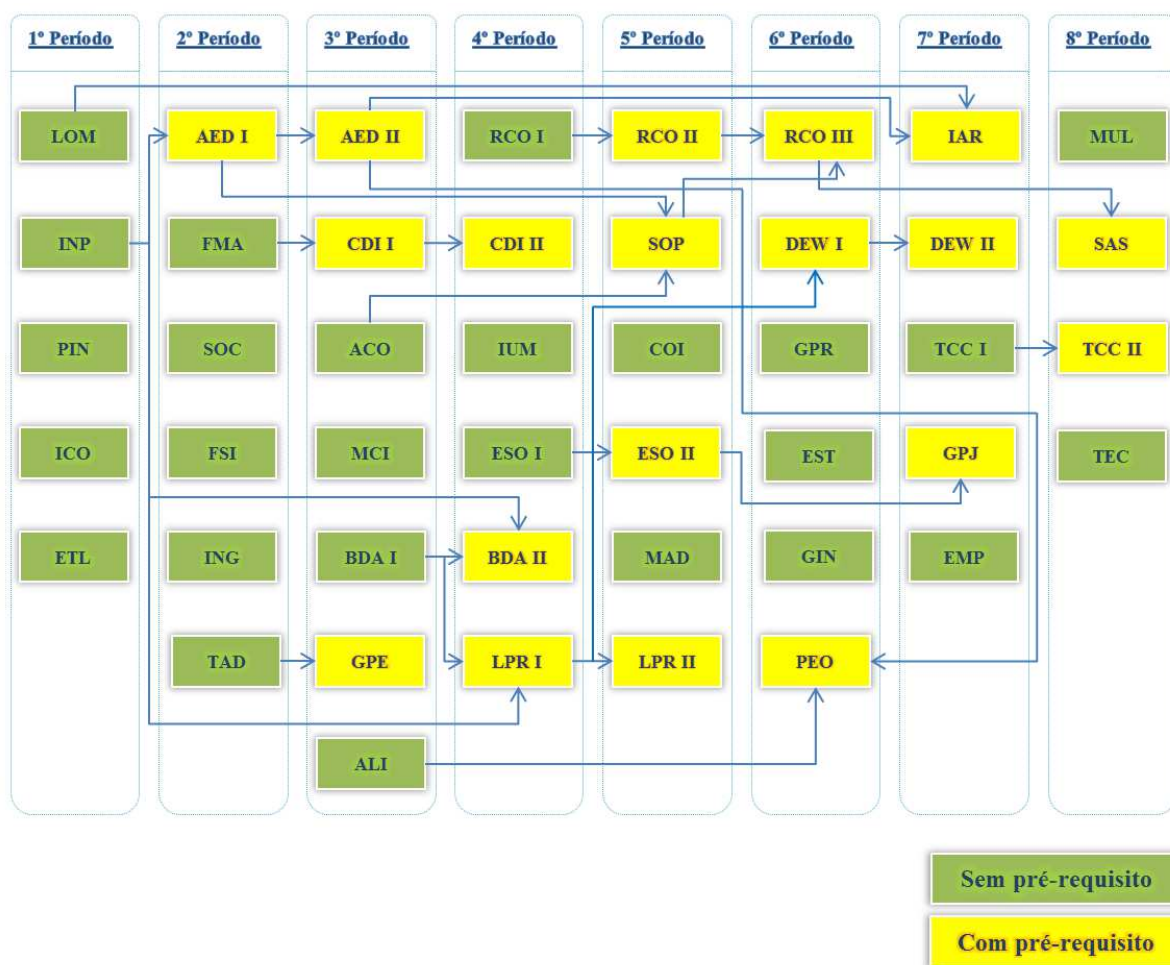 1º Período 2º Período 3º Período 4º Período 5º Período 6º Período 7º Período 8º Período
LOM AED I AED II RCO I RCO II RCO III IAR MUL
INP FMA CDI I CDI II SOP DEW I DEW II SAS
PIN SOC ACO IUM COI GPR TCC I TCC II
ICO FSI MCI ESO I ESO II EST GPJ TEC
ETL ING BDA I BDA II MAD GIN EMP
TAD GPE LPR I LPR II PEO
ALI
Sem pré-requisito
Com pré-requisito